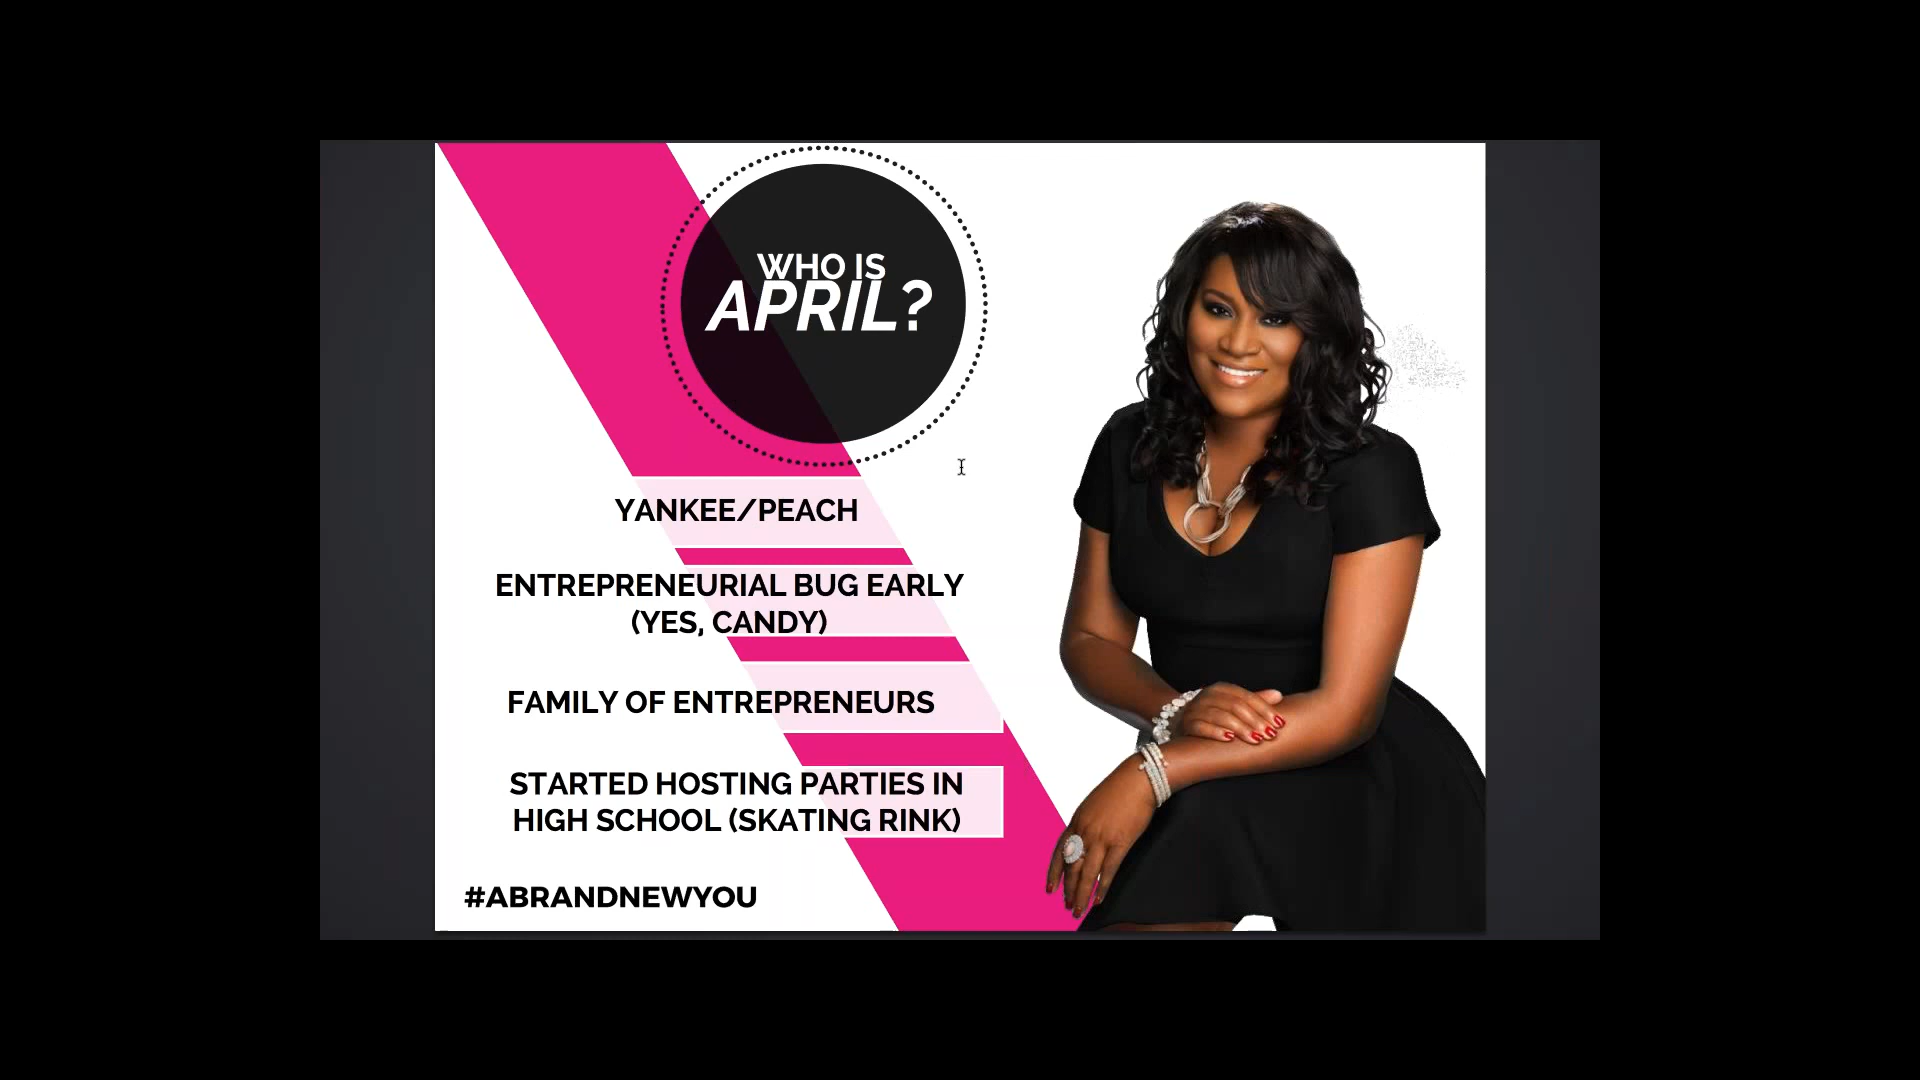 WHO IS
APRIL?
YANKEE/PEACH
ENTREPRENEURIAL BUG EARLY
(YES, CANDY)
FAMILY OF ENTREPRENEURS
STARTED HOSTING PARTIES IN
HIGH SCHOOL (SKATING RINK)
#ABRANDNEWYOU